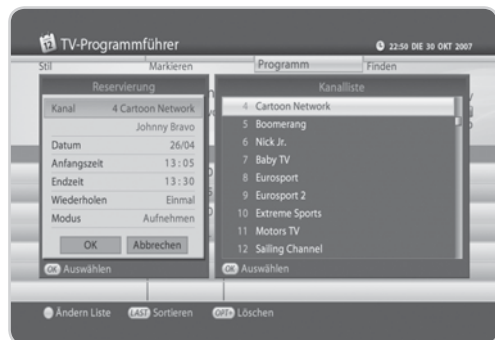 TV-Programmführer
22:50 DIE 30 OKT 2007
Stil Markieren Programm Finden
Reservierung
Kanal 4 Cartoon Network
Johnny Bravo
Datum 26/04
Anfangszeit 13:05
Endzeit 13:30
Wiederholen Einmal
Modus Aufnehmen
OK Abbrechen
OK Auswählen
Kanalliste
4 Cartoon Network
5 Boomerang
6 Nick Jr.
7 Baby TV
8 Eurosport
9 Eurosport 2
10 Extreme Sports
11 Motors TV
12 Sailing Channel
OK Auswählen
Ändern Liste LAST Sortieren OPT+ Löschen